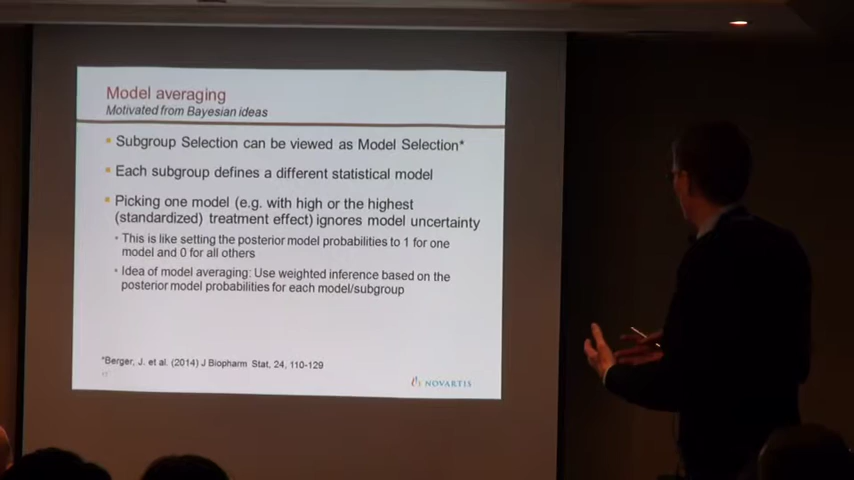 Model averaging
Motivated from Bayesian ideas
Subgroup Selection can be viewed as Model Selection*
Each subgroup defines a different statistical model
Picking one model (e.g. with high or the highest
(standardized) treatment effect) ignores model uncertainty
This is like setting the posterior model probabilities to 1 for one
model and 0 for all others
Idea of model averaging: Use weighted inference based on the
posterior model probabilities for each model/subgroup
*Berger, J. et al. (2014) J Biopharm Stat, 24, 110-129
NOVARTIS